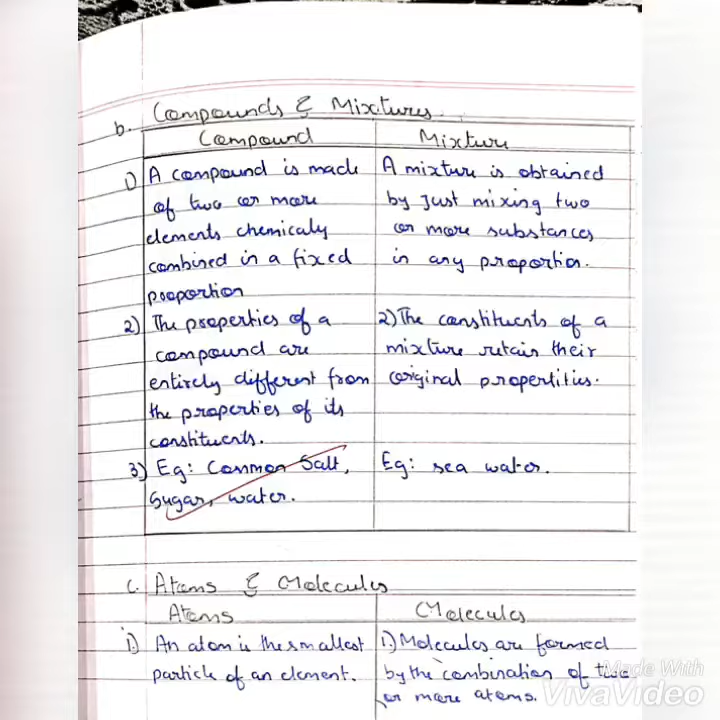 b. Compounds & Mixtures.
Compound Mixture
1) A compound is made A mixture is obtained
of two or more by Just mixing two
elements chemicaly or more substances
combined in a fixed in any proportion.
pooportion
2) The properties of a 2) The constituents of a
compound are mixture retain their
entirely different from original propertities.
the properties of its
constituents.
3) Eg: Common Salt, Eg: sea water.
Sugar, water.
c. Atoms & Molecules
Atoms Molecules
1.) An atom is the smallest 1.) Molecules are formed
particle of an element. by the combination of two
or more atoms.
Made With
VivaVideo